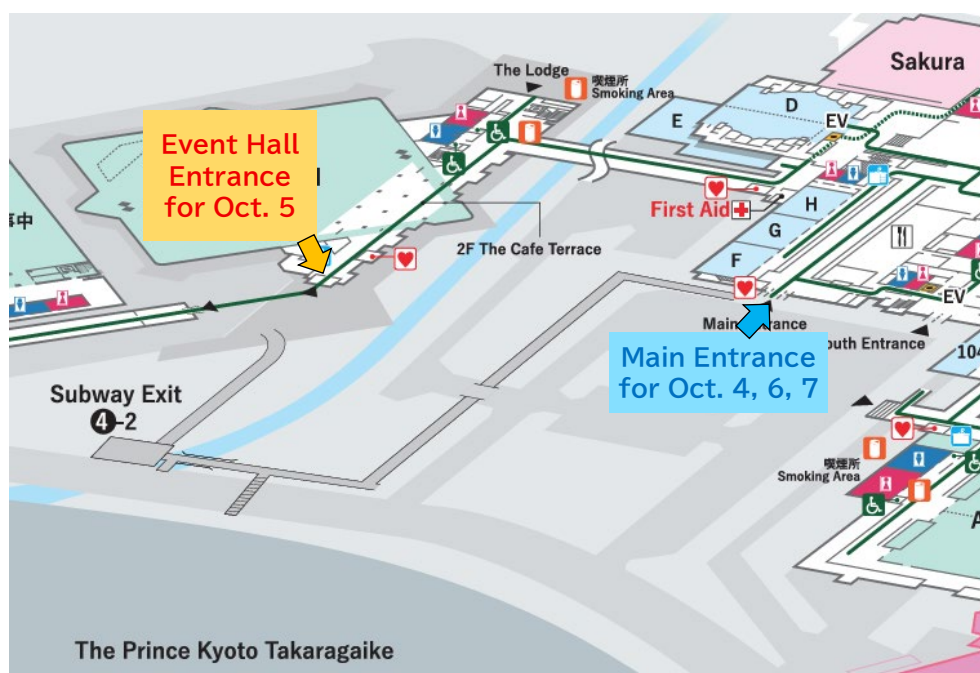 Sakura
The Lodge
喫煙所
Smoking Area
D
E
EV
Event Hall
Entrance
for Oct. 5
First Aid
H
G
F
2F The Cafe Terrace
EV
Main Entrance
South Entrance
Main Entrance
for Oct. 4, 6, 7
104
Subway Exit
4-2
喫煙所
Smoking Area
A
The Prince Kyoto Takaragaike